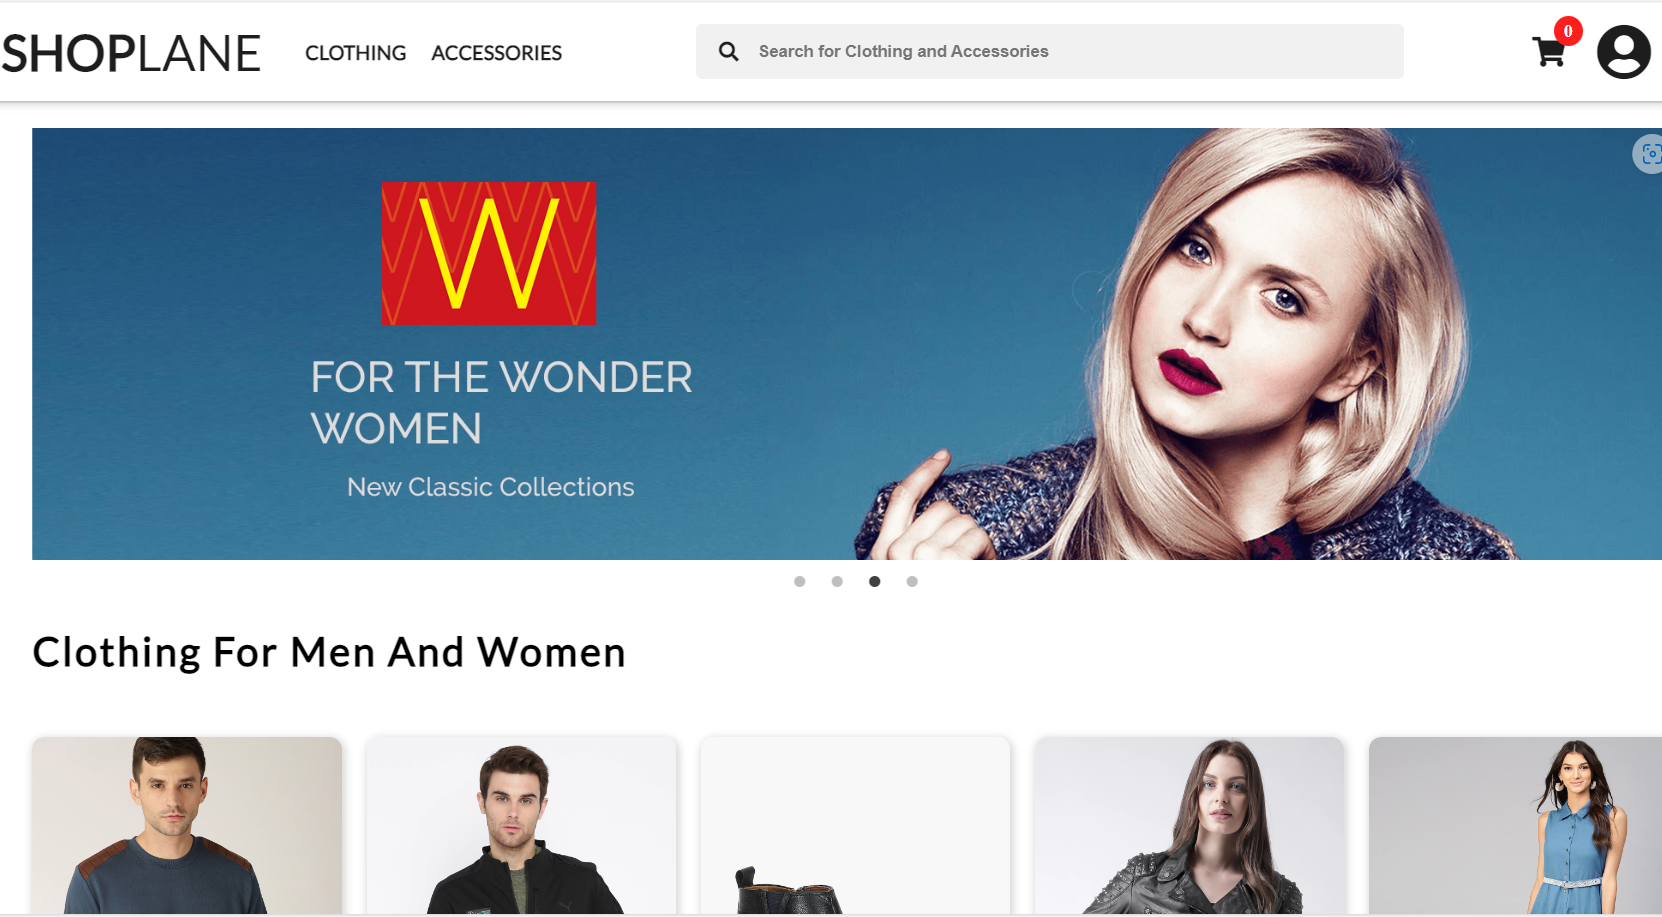 SHOPLANE
CLOTHING
ACCESSORIES
Search for Clothing and Accessories
0
W
FOR THE WONDER
WOMEN
New Classic Collections
Clothing For Men And Women